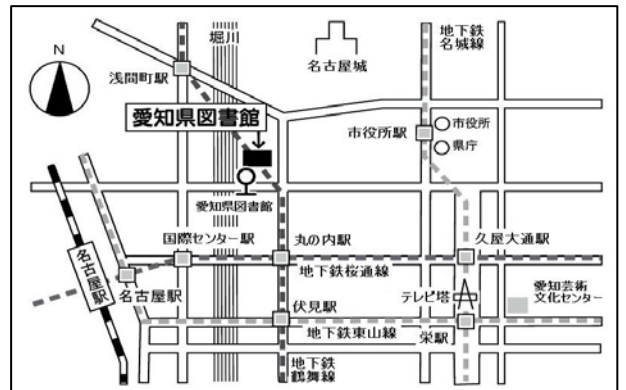 N
堀川
地下鉄
名城線
名古屋城
浅間町駅
愛知県図書館
市役所駅
市役所
県庁
愛知県図書館
国際センター駅
丸の内駅
久屋大通駅
地下鉄桜通線
名古屋駅
名古屋駅
伏見駅
テレビ塔
愛知芸術
文化センター
地下鉄東山線
栄駅
地下鉄
鶴舞線